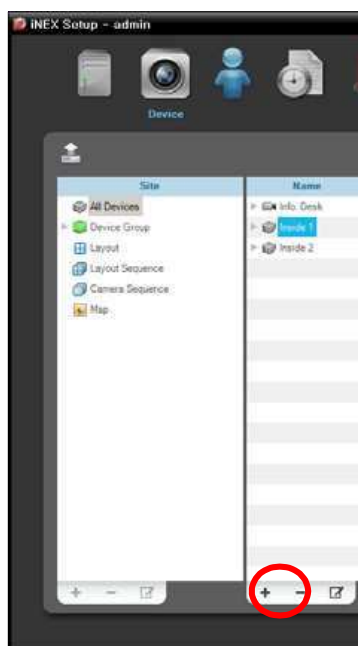 iNEX Setup - admin
Device
Site
All Devices
Device Group
Layout
Layout Sequence
Camera Sequence
Map
Name
Info. Desk
Inside 1
Inside 2